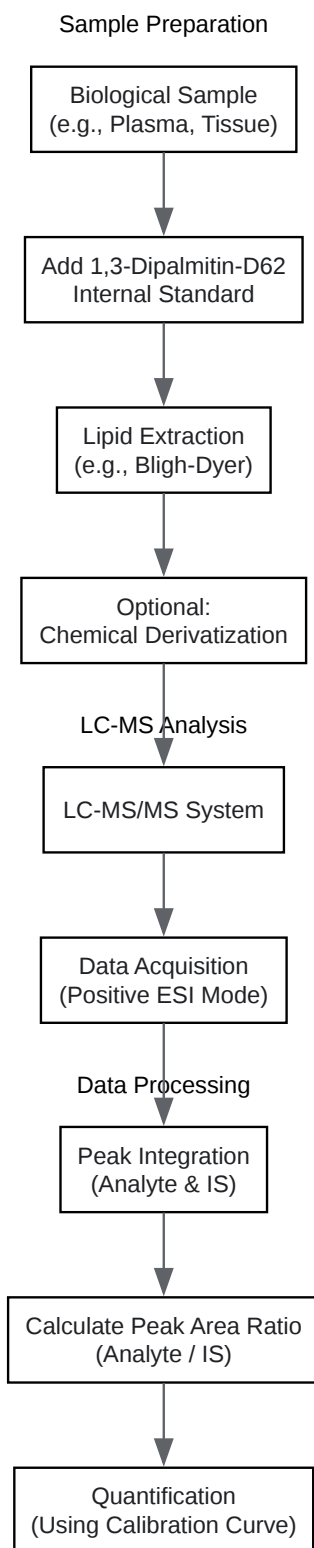 Sample Preparation
Biological Sample
(e.g., Plasma, Tissue)
Add 1,3-Dipalmitin-D62
Internal Standard
Lipid Extraction
(e.g., Bligh-Dyer)
Optional:
Chemical Derivatization
LC-MS Analysis
LC-MS/MS System
Data Acquisition
(Positive ESI Mode)
Data Processing
Peak Integration
(Analyte & IS)
Calculate Peak Area Ratio
(Analyte / IS)
Quantification
(Using Calibration Curve)